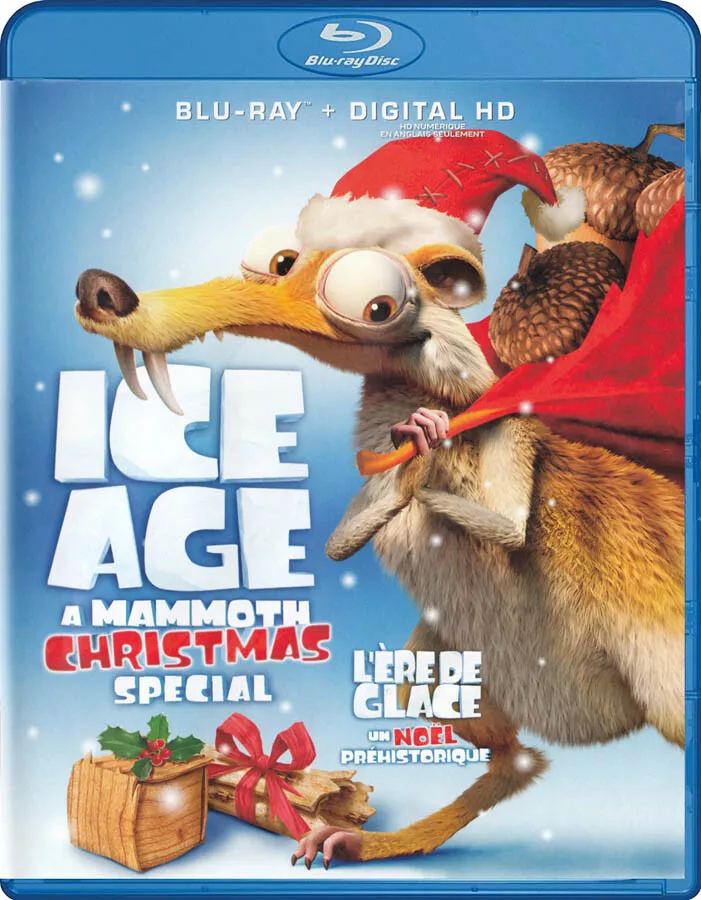 Blu-ray Disc
BLU-RAY™ + DIGITAL HD
HD NUMÉRIQUE
EN ANGLAIS SEULEMENT
ICE
AGE
A MAMMOTH
CHRISTMAS
SPECIAL
L'ÈRE DE
GLACE
UN NOËL
PRÉHISTORIQUE